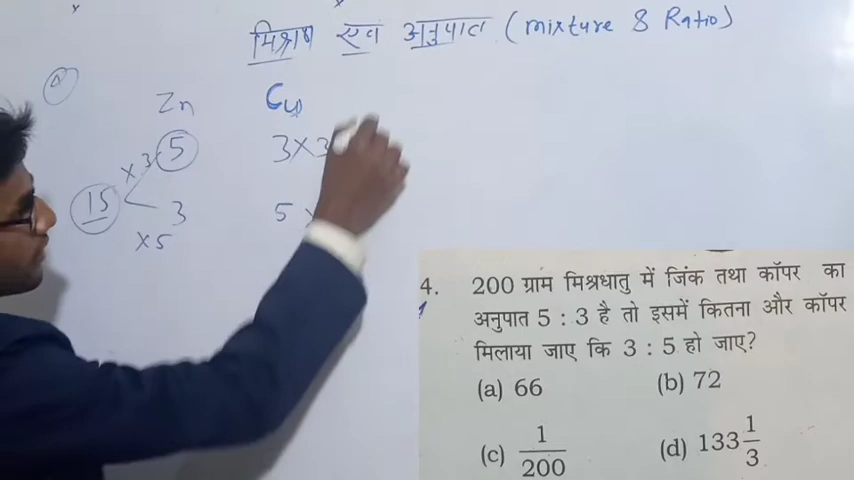 मिश्रण एवं अनुपात (mixture & Ratio)
4
Zn Cu
×3 5 3×3
15
3 5
×5
4. 200 ग्राम मिश्रधातु में जिंक तथा कॉपर का
अनुपात 5 : 3 है तो इसमें कितना और कॉपर
मिलाया जाए कि 3 : 5 हो जाए?
(a) 66 (b) 72
(c) 1/200 (d) 133 1/3